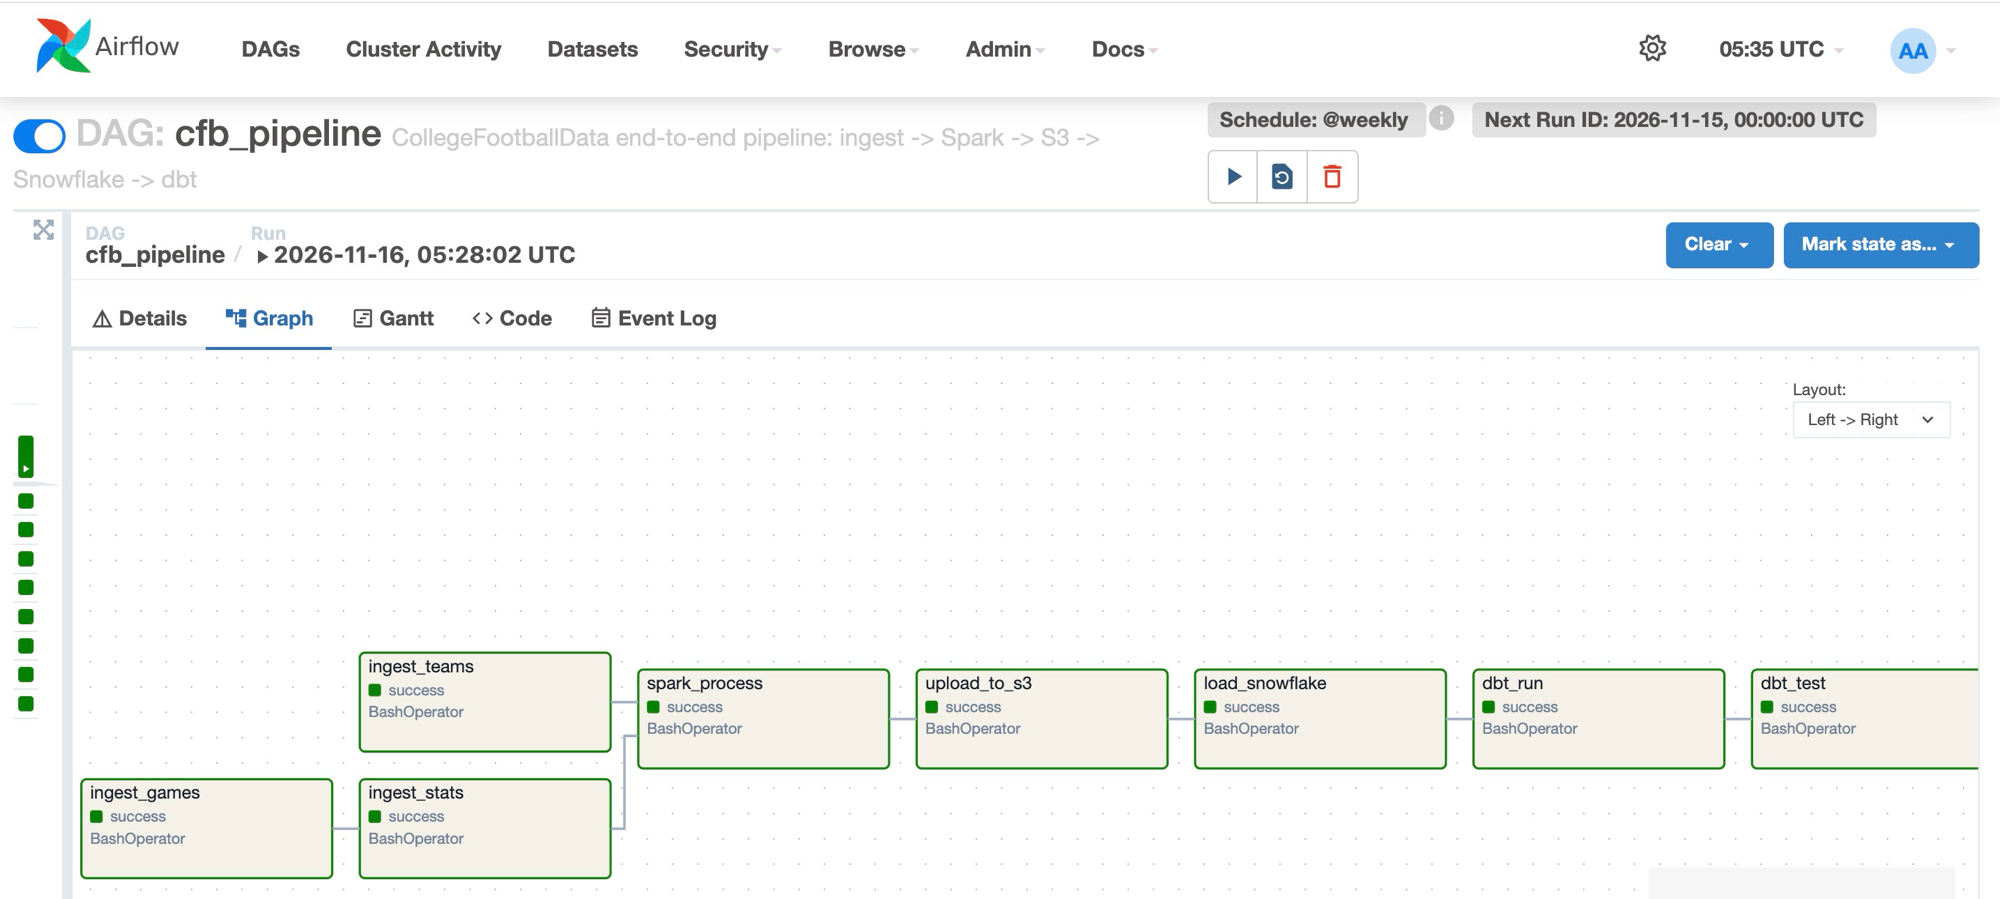 Airflow
DAGs Cluster Activity Datasets Security Browse Admin Docs 05:35 UTC AA
DAG: cfb_pipeline CollegeFootballData end-to-end pipeline: ingest -> Spark -> S3 ->
Snowflake -> dbt
Schedule: @weekly i Next Run ID: 2026-11-15, 00:00:00 UTC
DAG Run
cfb_pipeline / 2026-11-16, 05:28:02 UTC
Clear Mark state as...
Details Graph Gantt Code Event Log
Layout:
Left -> Right
ingest_teams
success
BashOperator
ingest_games
success
BashOperator
ingest_stats
success
BashOperator
spark_process
success
BashOperator
upload_to_s3
success
BashOperator
load_snowflake
success
BashOperator
dbt_run
success
BashOperator
dbt_test
success
BashOperator